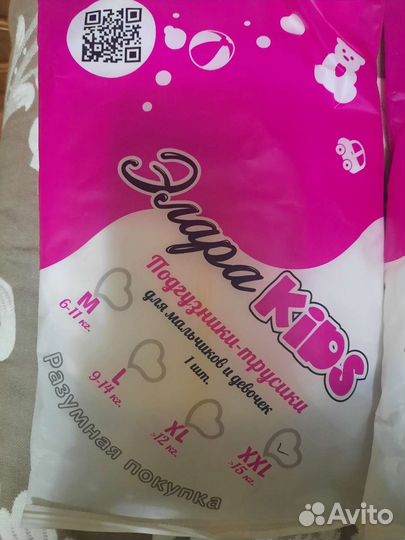 Элара KiDS
Подгузники-трусики
для мальчиков и девочек
1 шт.
M
6-11 кг.
L
9-14 кг.
XL
>12 кг.
XXL
>15 кг.
Разумная покупка
Avito